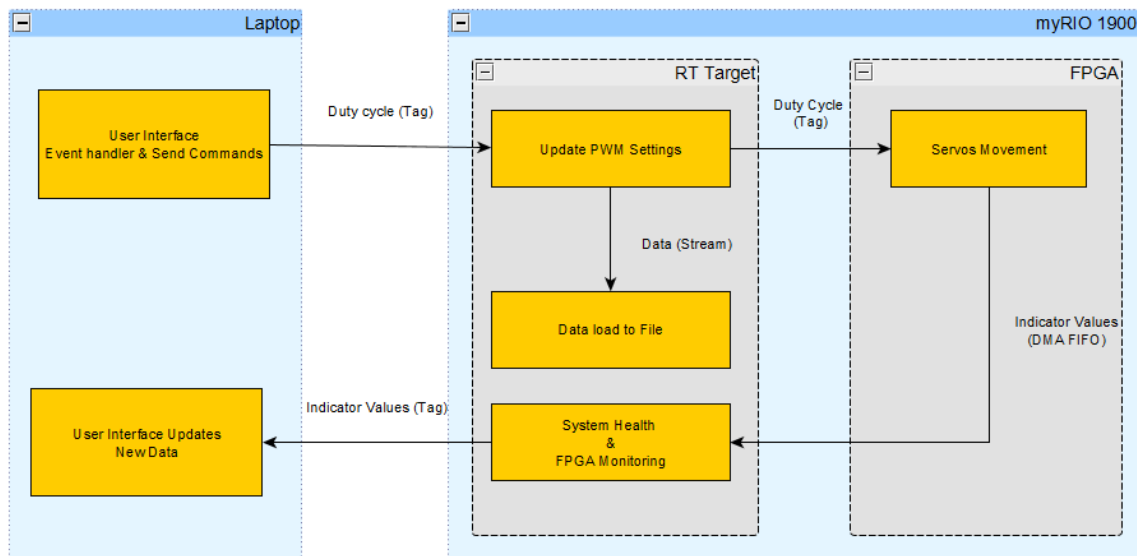 Laptop
myRIO 1900
RT Target
FPGA
User Interface
Event handler & Send Commands
Duty cycle (Tag)
Update PWM Settings
Duty Cycle
(Tag)
Servos Movement
Data (Stream)
Data load to File
Indicator Values
(DMA FIFO)
User Interface Updates
New Data
Indicator Values (Tag)
System Health
&
FPGA Monitoring